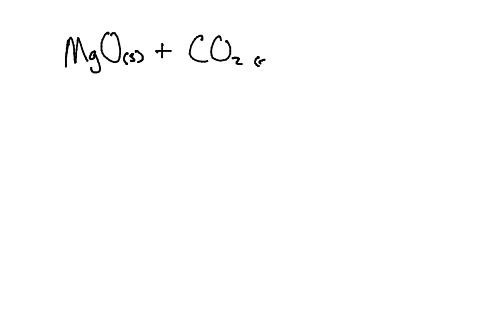 MgO(s) + CO₂ (